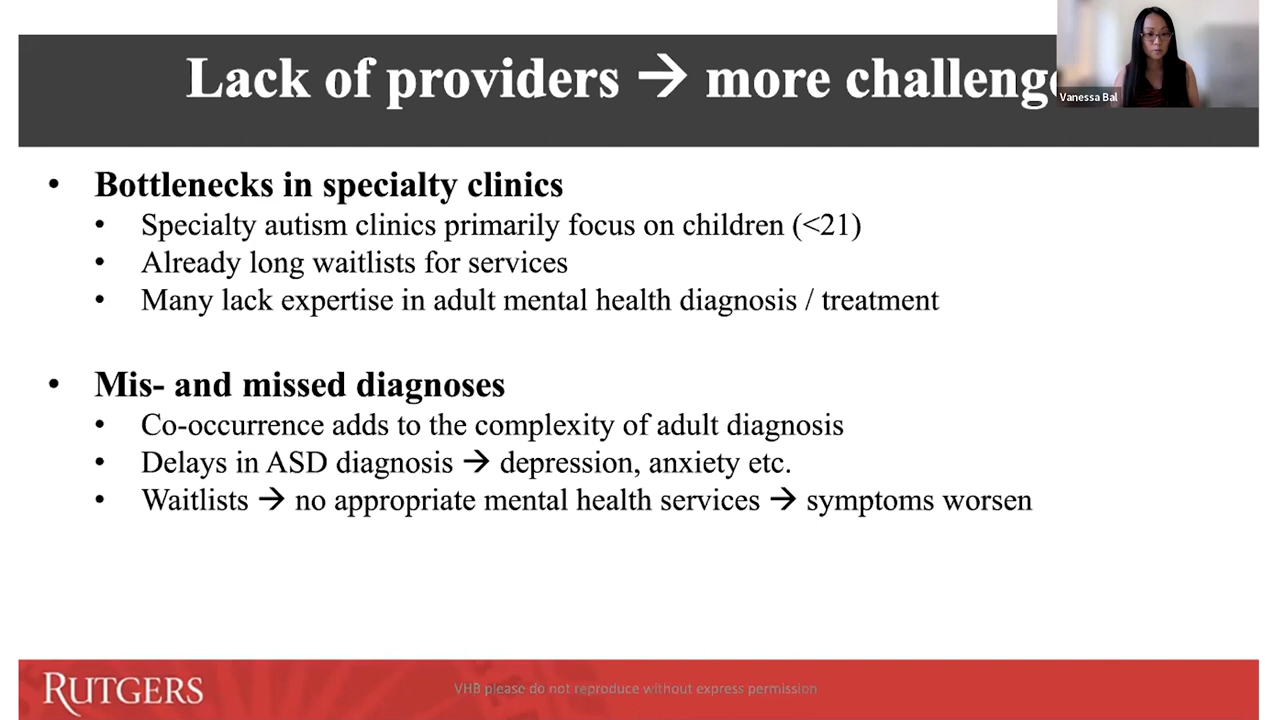 Lack of providers → more challenge
Vanessa Bal
• Bottlenecks in specialty clinics
• Specialty autism clinics primarily focus on children (<21)
• Already long waitlists for services
• Many lack expertise in adult mental health diagnosis / treatment
• Mis- and missed diagnoses
• Co-occurrence adds to the complexity of adult diagnosis
• Delays in ASD diagnosis → depression, anxiety etc.
• Waitlists → no appropriate mental health services → symptoms worsen
RUTGERS
VHB please do not reproduce without express permission